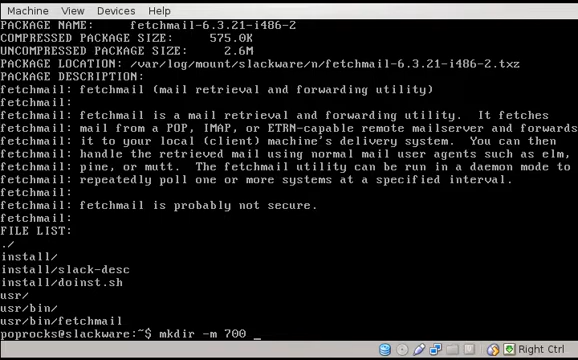 Machine View Devices Help
PACKAGE NAME: fetchmail-6.3.21-i486-2
COMPRESSED PACKAGE SIZE: 575.0K
UNCOMPRESSED PACKAGE SIZE: 2.6M
PACKAGE LOCATION: /var/log/mount/slackware/n/fetchmail-6.3.21-i486-2.txz
PACKAGE DESCRIPTION:
fetchmail: fetchmail (mail retrieval and forwarding utility)
fetchmail:
fetchmail: fetchmail is a mail retrieval and forwarding utility. It fetches
fetchmail: mail from a POP, IMAP, or ETRN-capable remote mailserver and forwards
fetchmail: it to your local (client) machine's delivery system. You can then
fetchmail: handle the retrieved mail using normal mail user agents such as elm,
fetchmail: pine, or mutt. The fetchmail utility can be run in a daemon mode to
fetchmail: repeatedly poll one or more systems at a specified interval.
fetchmail:
fetchmail: fetchmail is probably not secure.
fetchmail:
FILE LIST:
./
install/
install/slack-desc
install/doinst.sh
usr/
usr/bin/
usr/bin/fetchmail
poprocks@slackware:~$ mkdir -m 700 _
Right Ctrl